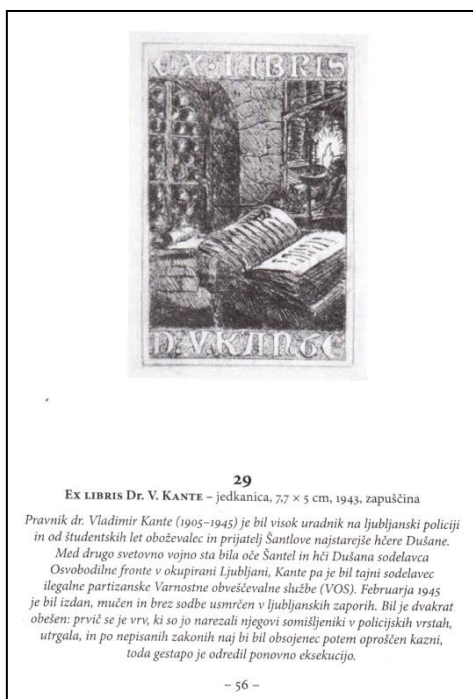 EX · LIBRIS
Dr. V. KANTE
29
EX LIBRIS DR. V. KANTE – jedkanica, 7,7 × 5 cm, 1943, zapuščina
Pravnik dr. Vladimir Kante (1905–1945) je bil visok uradnik na ljubljanski policiji
in od študentskih let oboževalec in prijatelj Šantlove najstarejše hčere Dušane.
Med drugo svetovno vojno sta bila oče Šantel in hči Dušana sodelavca
Osvobodilne fronte v okupirani Ljubljani, Kante pa je bil tajni sodelavec
ilegalne partizanske Varnostne obveščevalne službe (VOS). Februarja 1945
je bil izdan, mučen in brez sodbe usmrčen v ljubljanskih zaporih. Bil je dvakrat
obešen: prvič se je vrv, ki so jo narezali njegovi somišljeniki v policijskih vrstah,
utrgala, in po nepisanih zakonih naj bi bil obsojenec potem oproščen kazni,
toda gestapo je odredil ponovno eksekucijo.
– 56 –